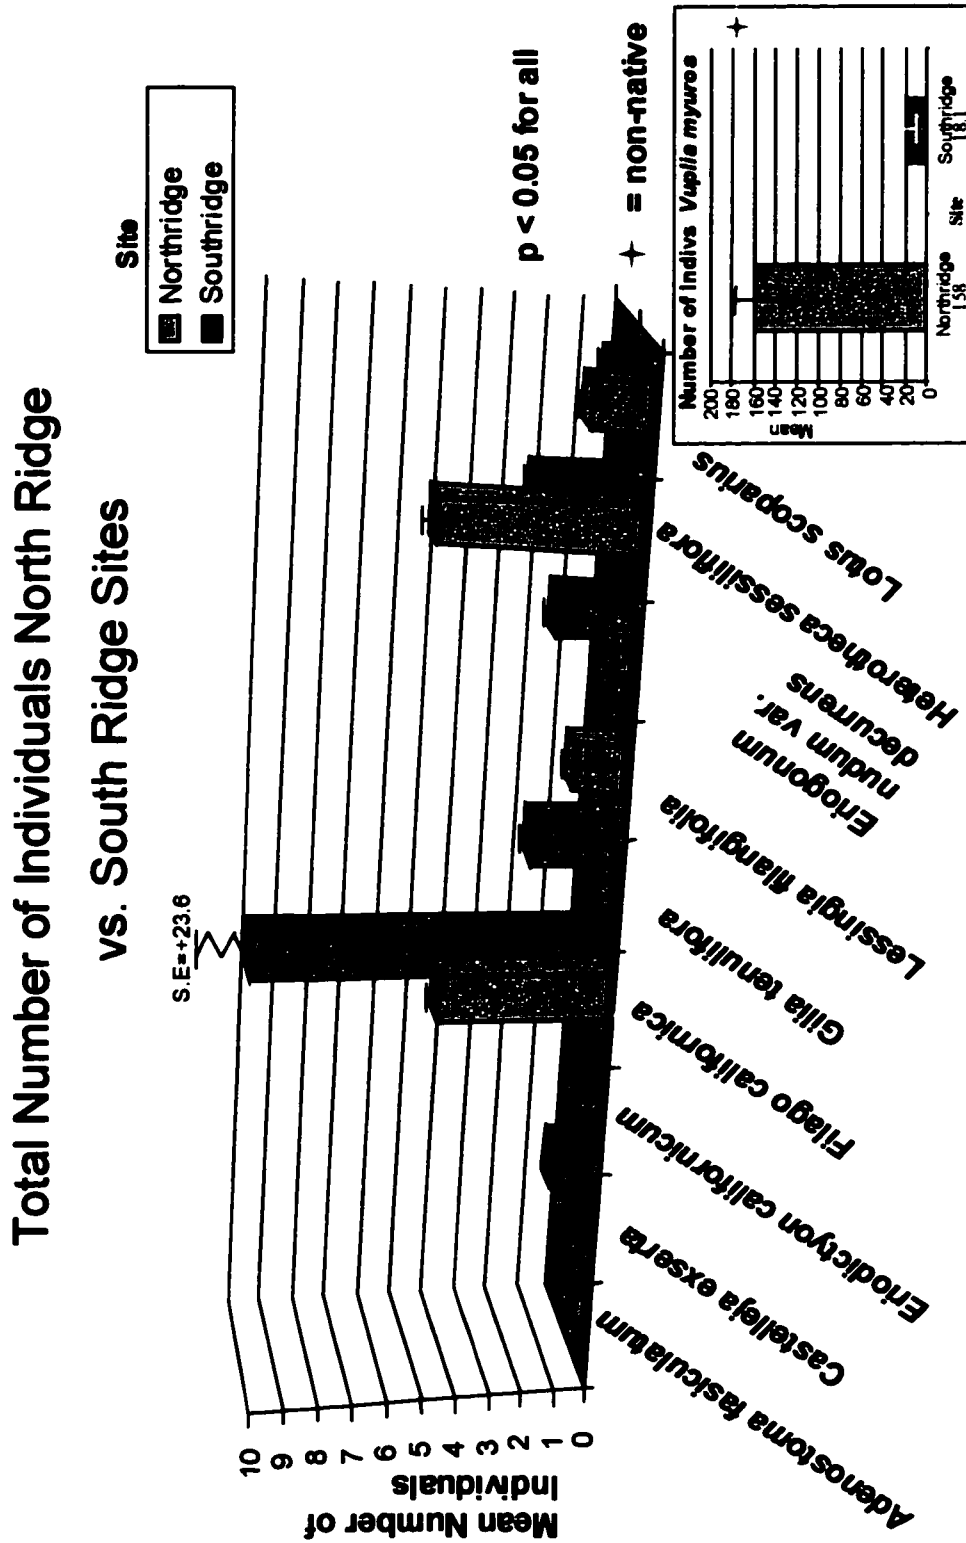 Total Number of Individuals North Ridge
vs. South Ridge Sites
Site
Northridge
Southridge
S.E=+23.6
p < 0.05 for all
= non-native
Mean Number of
Individuals
10
9
8
7
6
5
4
3
2
1
0
Adenostoma fasiculatum
Castelleja exserta
Eriodictyon californicum
Filago californica
Gilia tenuliflora
Lessingia filangifolia
Eriogonum
nudum var.
decurrens
Heterotheca sessiliflora
Lotus scoparius
Number of Indivs Vuplia myuros
Mean
200
180
160
140
120
100
80
60
40
20
0
Northridge Southridge
158 Site 18.1